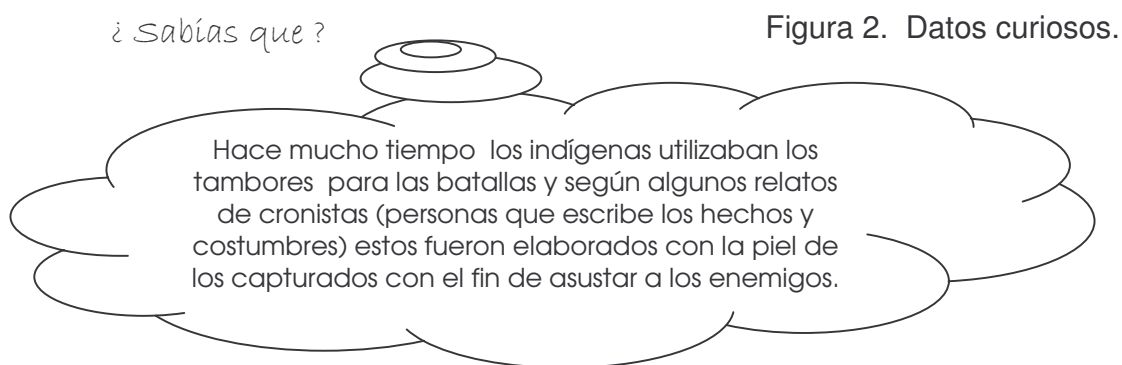 ¿ Sabías que ?
Figura 2. Datos curiosos.
Hace mucho tiempo los indígenas utilizaban los
tambores para las batallas y según algunos relatos
de cronistas (personas que escribe los hechos y
costumbres) estos fueron elaborados con la piel de
los capturados con el fin de asustar a los enemigos.